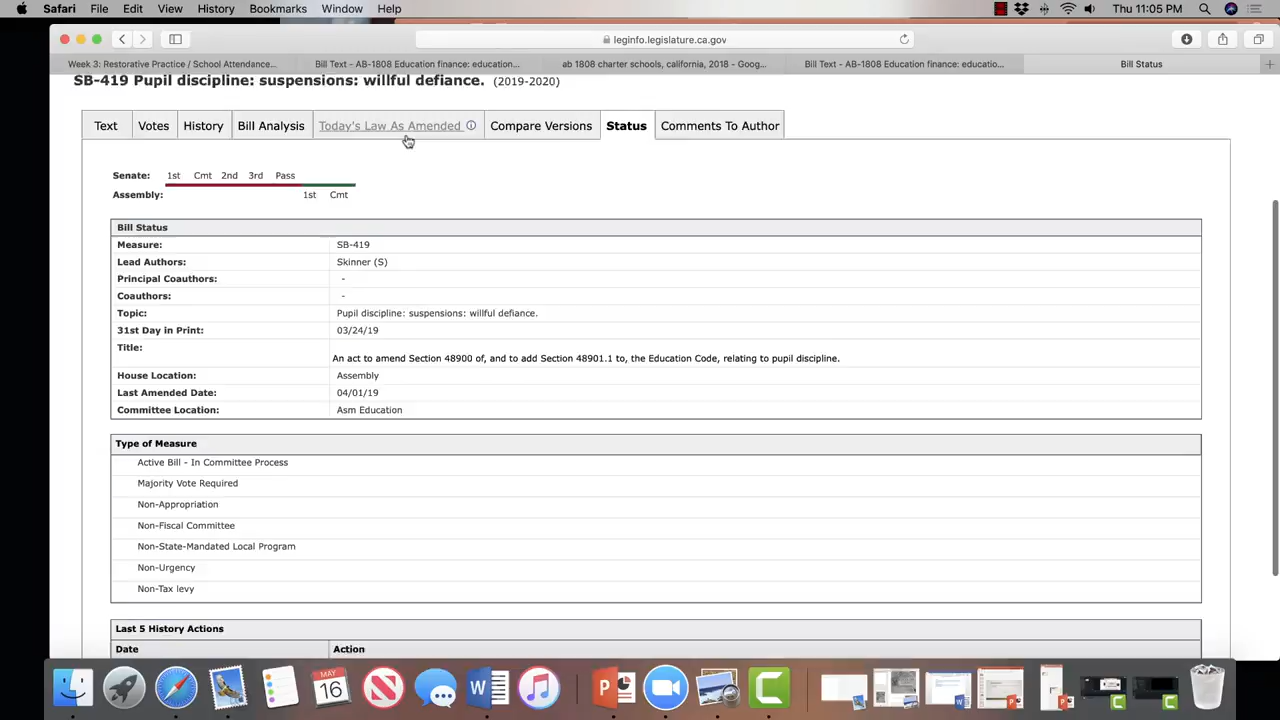 Safari File Edit View History Bookmarks Window Help Thu 11:05 PM
leginfo.legislature.ca.gov
Week 3: Restorative Practice / School Attendance... Bill Text - AB-1808 Education finance: education... ab 1808 charter schools, california, 2018 - Goog... Bill Text - AB-1808 Education finance: educatio... Bill Status
SB-419 Pupil discipline: suspensions: willful defiance. (2019-2020)
Text Votes History Bill Analysis Today's Law As Amended Compare Versions Status Comments To Author
Senate: 1st Cmt 2nd 3rd Pass
Assembly: 1st Cmt
Bill Status
Measure: SB-419
Lead Authors: Skinner (S)
Principal Coauthors: -
Coauthors: -
Topic: Pupil discipline: suspensions: willful defiance.
31st Day in Print: 03/24/19
Title: An act to amend Section 48900 of, and to add Section 48901.1 to, the Education Code, relating to pupil discipline.
House Location: Assembly
Last Amended Date: 04/01/19
Committee Location: Asm Education
Type of Measure
Active Bill - In Committee Process
Majority Vote Required
Non-Appropriation
Non-Fiscal Committee
Non-State-Mandated Local Program
Non-Urgency
Non-Tax levy
Last 5 History Actions
Date Action
MAY
16